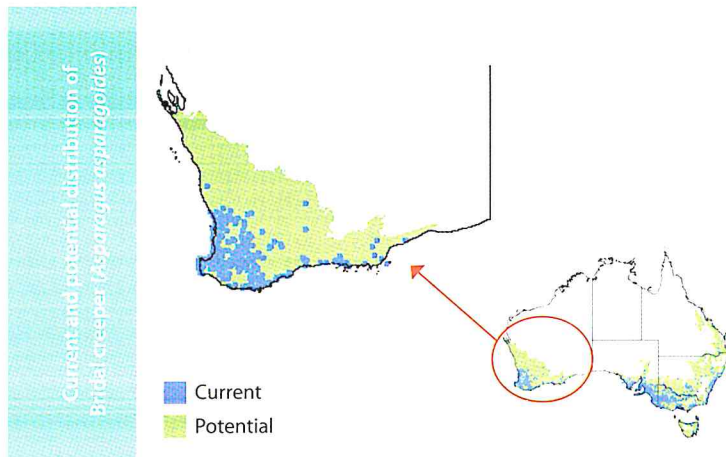 Current and potential distribution of
Bridal Creeper (Asparagus asparagoides)
Current
Potential